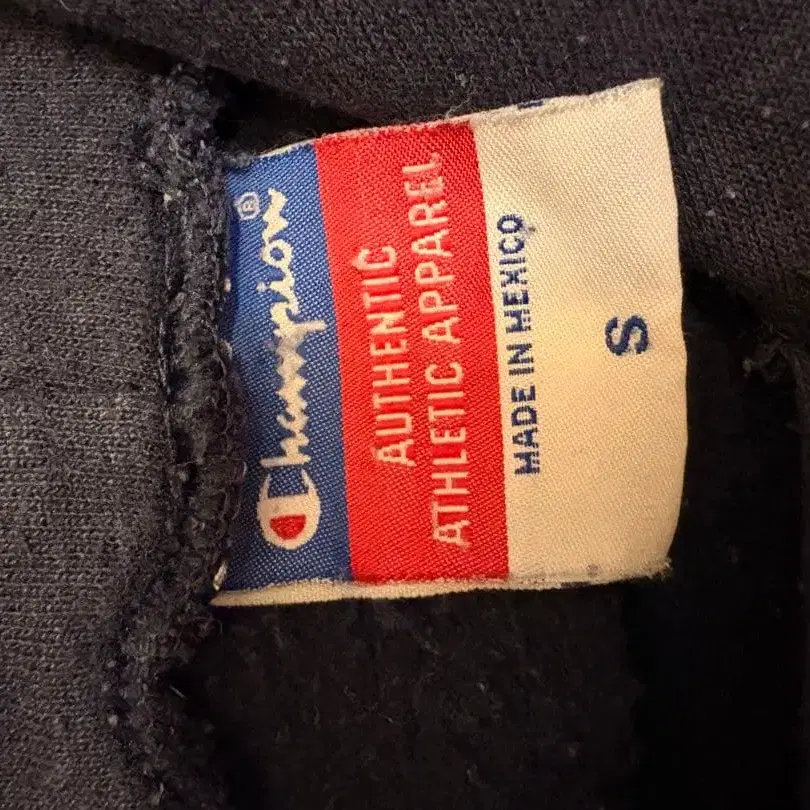 Champion®
AUTHENTIC
ATHLETIC APPAREL
MADE IN MEXICO
S